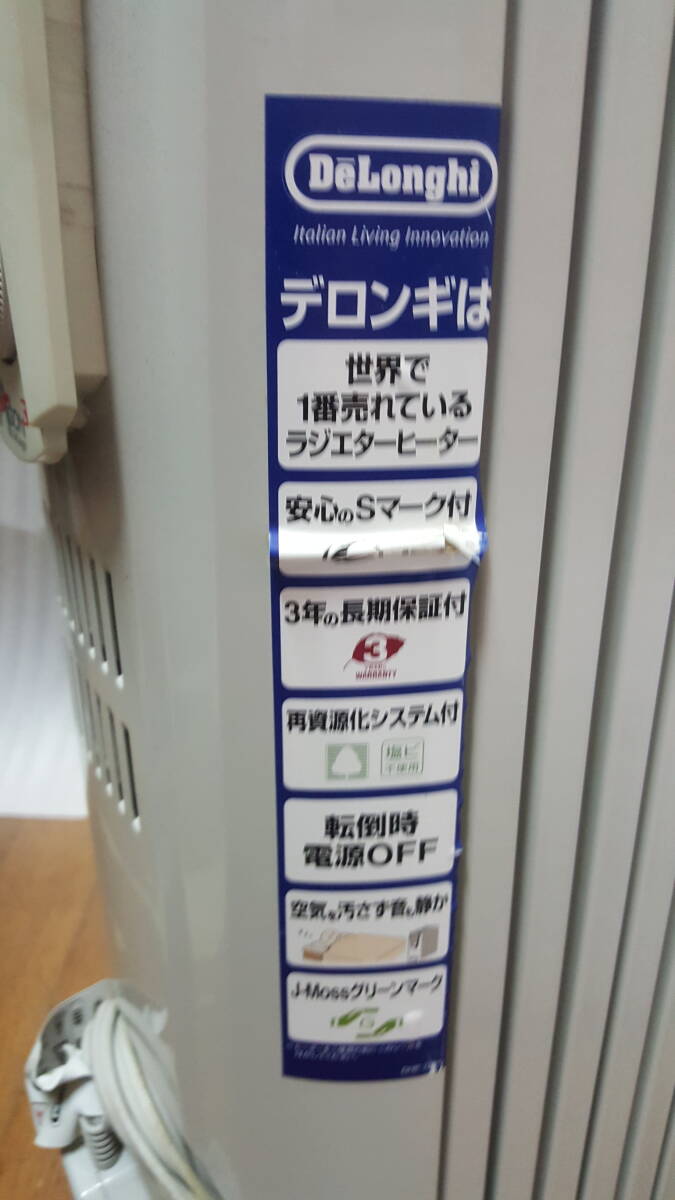 DēLonghi
Italian Living Innovation
デロンギは
世界で
1番売れている
ラジエターヒーター
安心のSマーク付
3年の長期保証付
3
WARRANTY
再資源化システム付
塩ビ
不使用
転倒時
電源OFF
空気を汚さず音も静か
J-Mossグリーンマーク
G